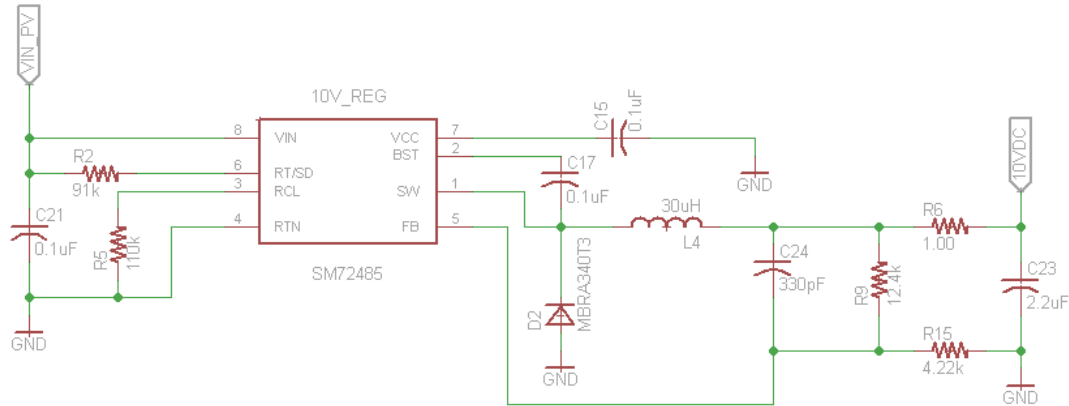 VIN_PV
10V_REG
8
VIN
VCC
7
BST
2
R2
91k
6
RT/SD
3
RCL
SW
1
4
RTN
FB
5
SM72485
C21
0.1uF
R5
110k
GND
C15
0.1uF
GND
C17
0.1uF
30uH
L4
D2
MBRA340T3
GND
C24
330pF
R9
12.4k
R6
1.00
10VDC
C23
2.2uF
R15
4.22k
GND